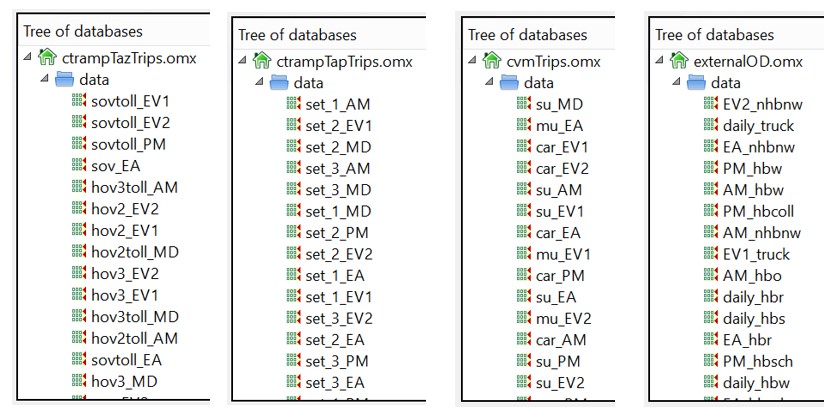 Tree of databases
ctrampTazTrips.omx
data
sovtoll_EV1
sovtoll_EV2
sovtoll_PM
sov_EA
hov3toll_AM
hov2_EV2
hov2_EV1
hov2toll_MD
hov3_EV2
hov3_EV1
hov3toll_MD
hov2toll_AM
sovtoll_EA
hov3_MD
Tree of databases
ctrampTapTrips.omx
data
set_1_AM
set_2_EV1
set_2_MD
set_3_AM
set_3_MD
set_1_MD
set_2_PM
set_2_EV2
set_1_EA
set_1_EV1
set_3_EV2
set_2_EA
set_3_PM
set_3_EA
Tree of databases
cvmTrips.omx
data
su_MD
mu_EA
car_EV1
car_EV2
su_AM
su_EV1
car_EA
mu_EV1
car_PM
su_EA
mu_EV2
car_AM
su_PM
su_EV2
Tree of databases
externalOD.omx
data
EV2_nhbnw
daily_truck
EA_nhbnw
PM_hbw
AM_hbw
PM_hbcoll
AM_nhbnw
EV1_truck
AM_hbo
daily_hbr
daily_hbs
EA_hbr
PM_hbsch
daily_hbw